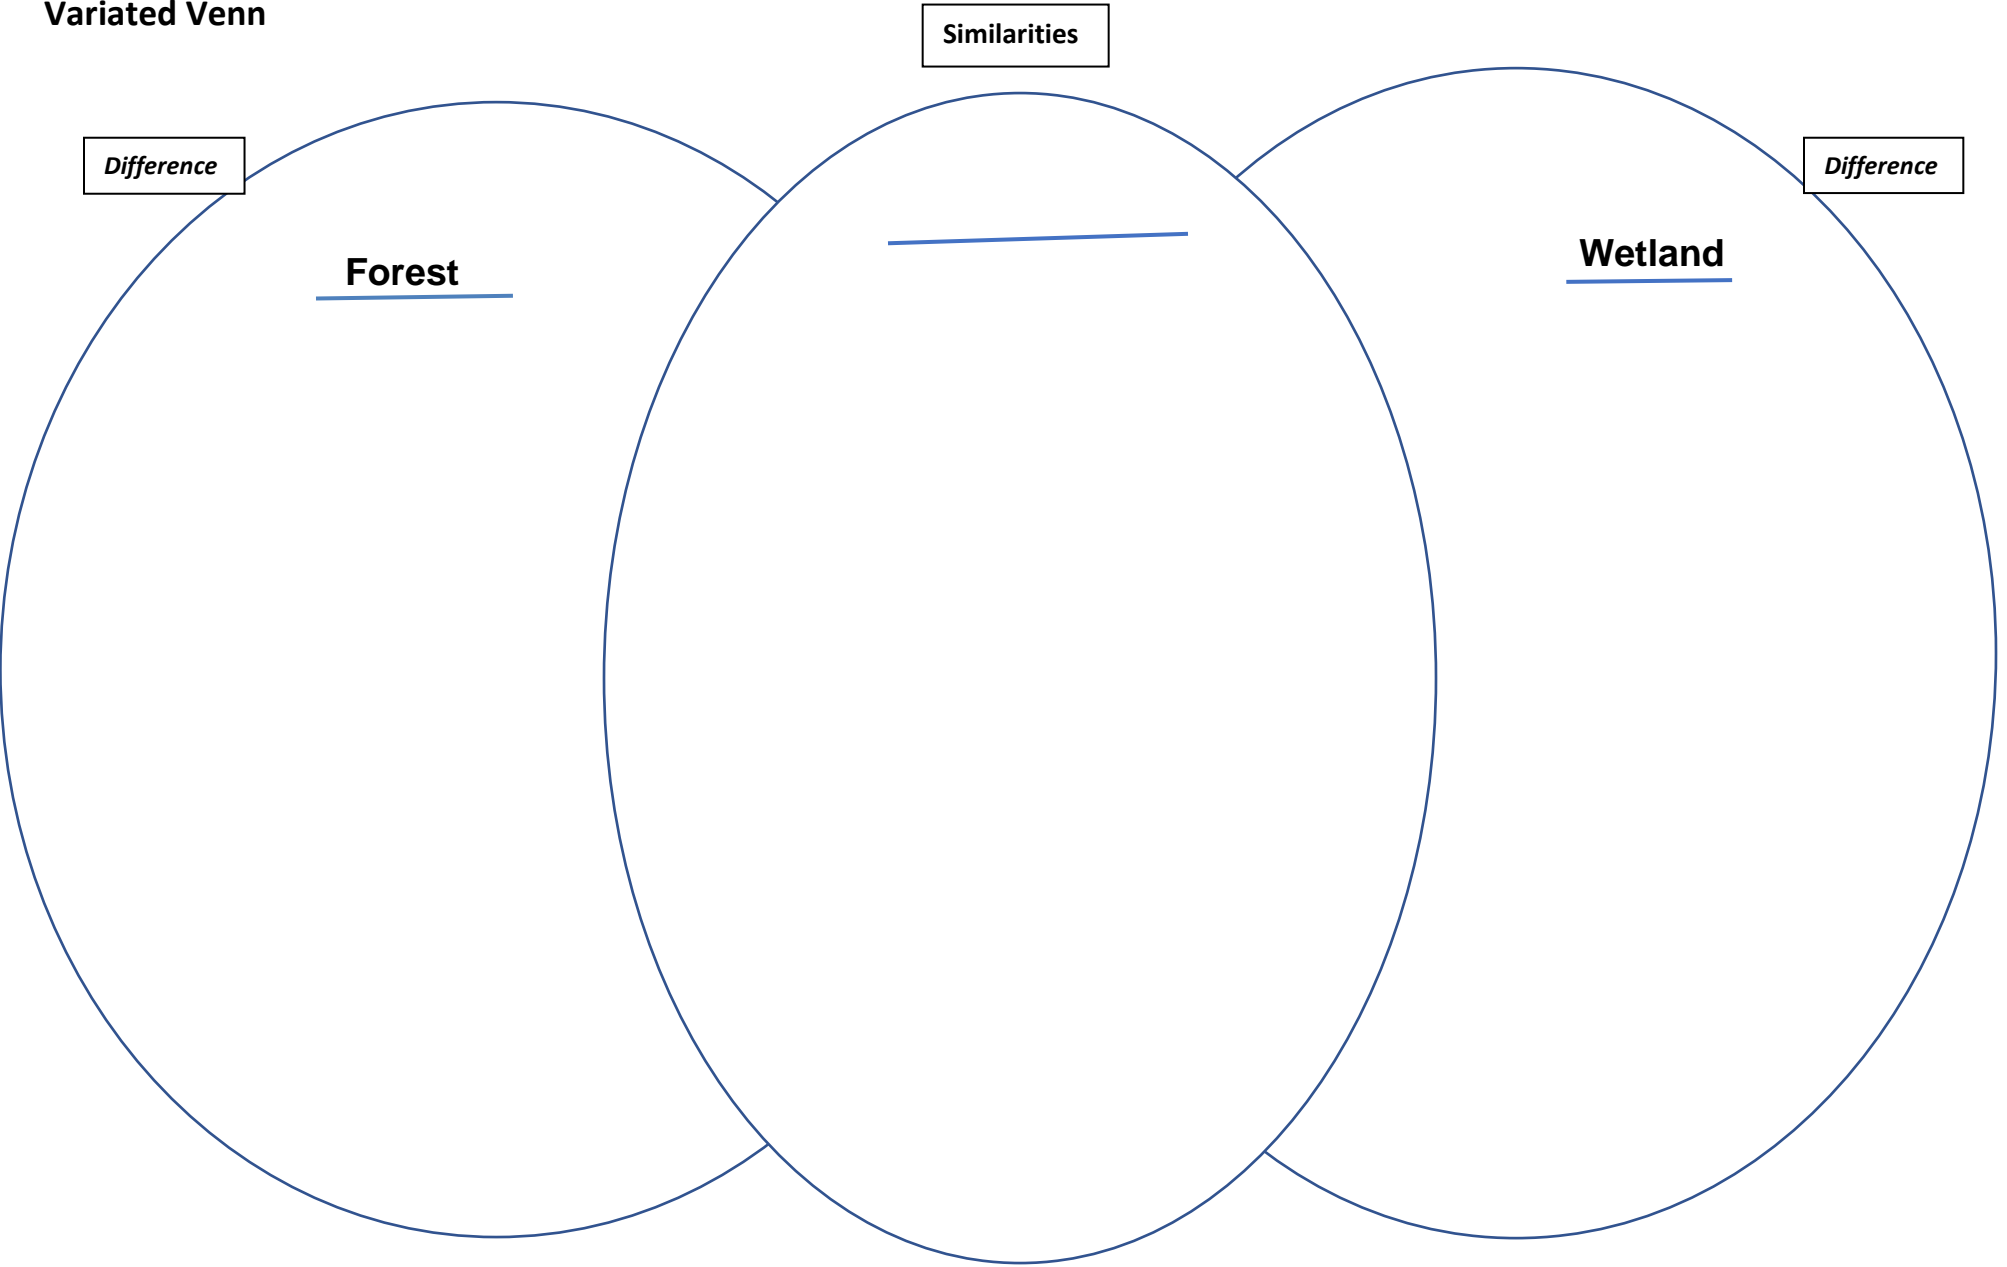 Variated Venn
Similarities
Difference
Difference
Forest
Wetland